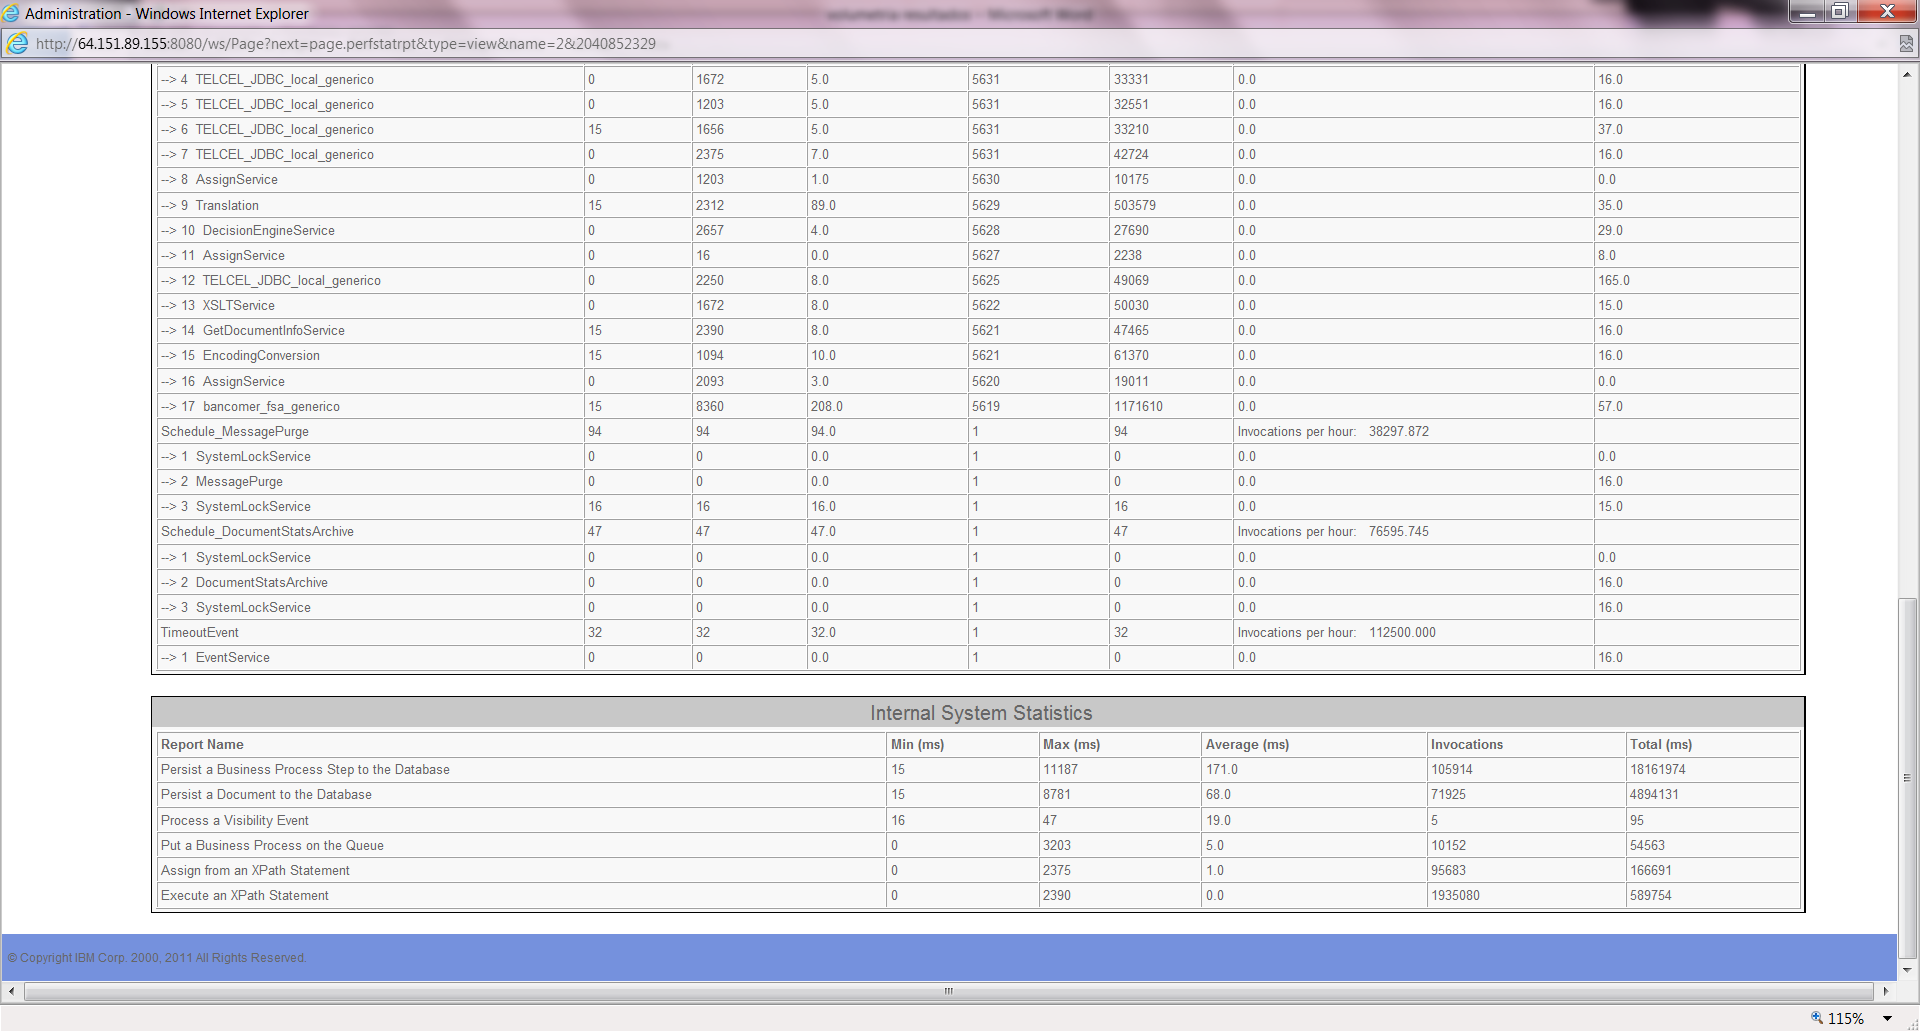 Administration - Windows Internet Explorer
volumetria resultados - Microsoft Word
http://64.151.89.155:8080/ws/Page?next=page.perfstatrpt&type=view&name=2&2040852329
--> 4 TELCEL_JDBC_local_generico 0 1672 5.0 5631 33331 0.0 16.0
--> 5 TELCEL_JDBC_local_generico 0 1203 5.0 5631 32551 0.0 16.0
--> 6 TELCEL_JDBC_local_generico 15 1656 5.0 5631 33210 0.0 37.0
--> 7 TELCEL_JDBC_local_generico 0 2375 7.0 5631 42724 0.0 16.0
--> 8 AssignService 0 1203 1.0 5630 10175 0.0 0.0
--> 9 Translation 15 2312 89.0 5629 503579 0.0 35.0
--> 10 DecisionEngineService 0 2657 4.0 5628 27690 0.0 29.0
--> 11 AssignService 0 16 0.0 5627 2238 0.0 8.0
--> 12 TELCEL_JDBC_local_generico 0 2250 8.0 5625 49069 0.0 165.0
--> 13 XSLTService 0 1672 8.0 5622 50030 0.0 15.0
--> 14 GetDocumentInfoService 15 2390 8.0 5621 47465 0.0 16.0
--> 15 EncodingConversion 15 1094 10.0 5621 61370 0.0 16.0
--> 16 AssignService 0 2093 3.0 5620 19011 0.0 0.0
--> 17 bancomer_fsa_generico 15 8360 208.0 5619 1171610 0.0 57.0
Schedule_MessagePurge 94 94 94.0 1 94 Invocations per hour: 38297.872
--> 1 SystemLockService 0 0 0.0 1 0 0.0 0.0
--> 2 MessagePurge 0 0 0.0 1 0 0.0 16.0
--> 3 SystemLockService 16 16 16.0 1 16 0.0 15.0
Schedule_DocumentStatsArchive 47 47 47.0 1 47 Invocations per hour: 76595.745
--> 1 SystemLockService 0 0 0.0 1 0 0.0 0.0
--> 2 DocumentStatsArchive 0 0 0.0 1 0 0.0 16.0
--> 3 SystemLockService 0 0 0.0 1 0 0.0 16.0
TimeoutEvent 32 32 32.0 1 32 Invocations per hour: 112500.000
--> 1 EventService 0 0 0.0 1 0 0.0 16.0
Internal System Statistics
Report Name Min (ms) Max (ms) Average (ms) Invocations Total (ms)
Persist a Business Process Step to the Database 15 11187 171.0 105914 18161974
Persist a Document to the Database 15 8781 68.0 71925 4894131
Process a Visibility Event 16 47 19.0 5 95
Put a Business Process on the Queue 0 3203 5.0 10152 54563
Assign from an XPath Statement 0 2375 1.0 95683 166691
Execute an XPath Statement 0 2390 0.0 1935080 589754
© Copyright IBM Corp. 2000, 2011 All Rights Reserved.
115%